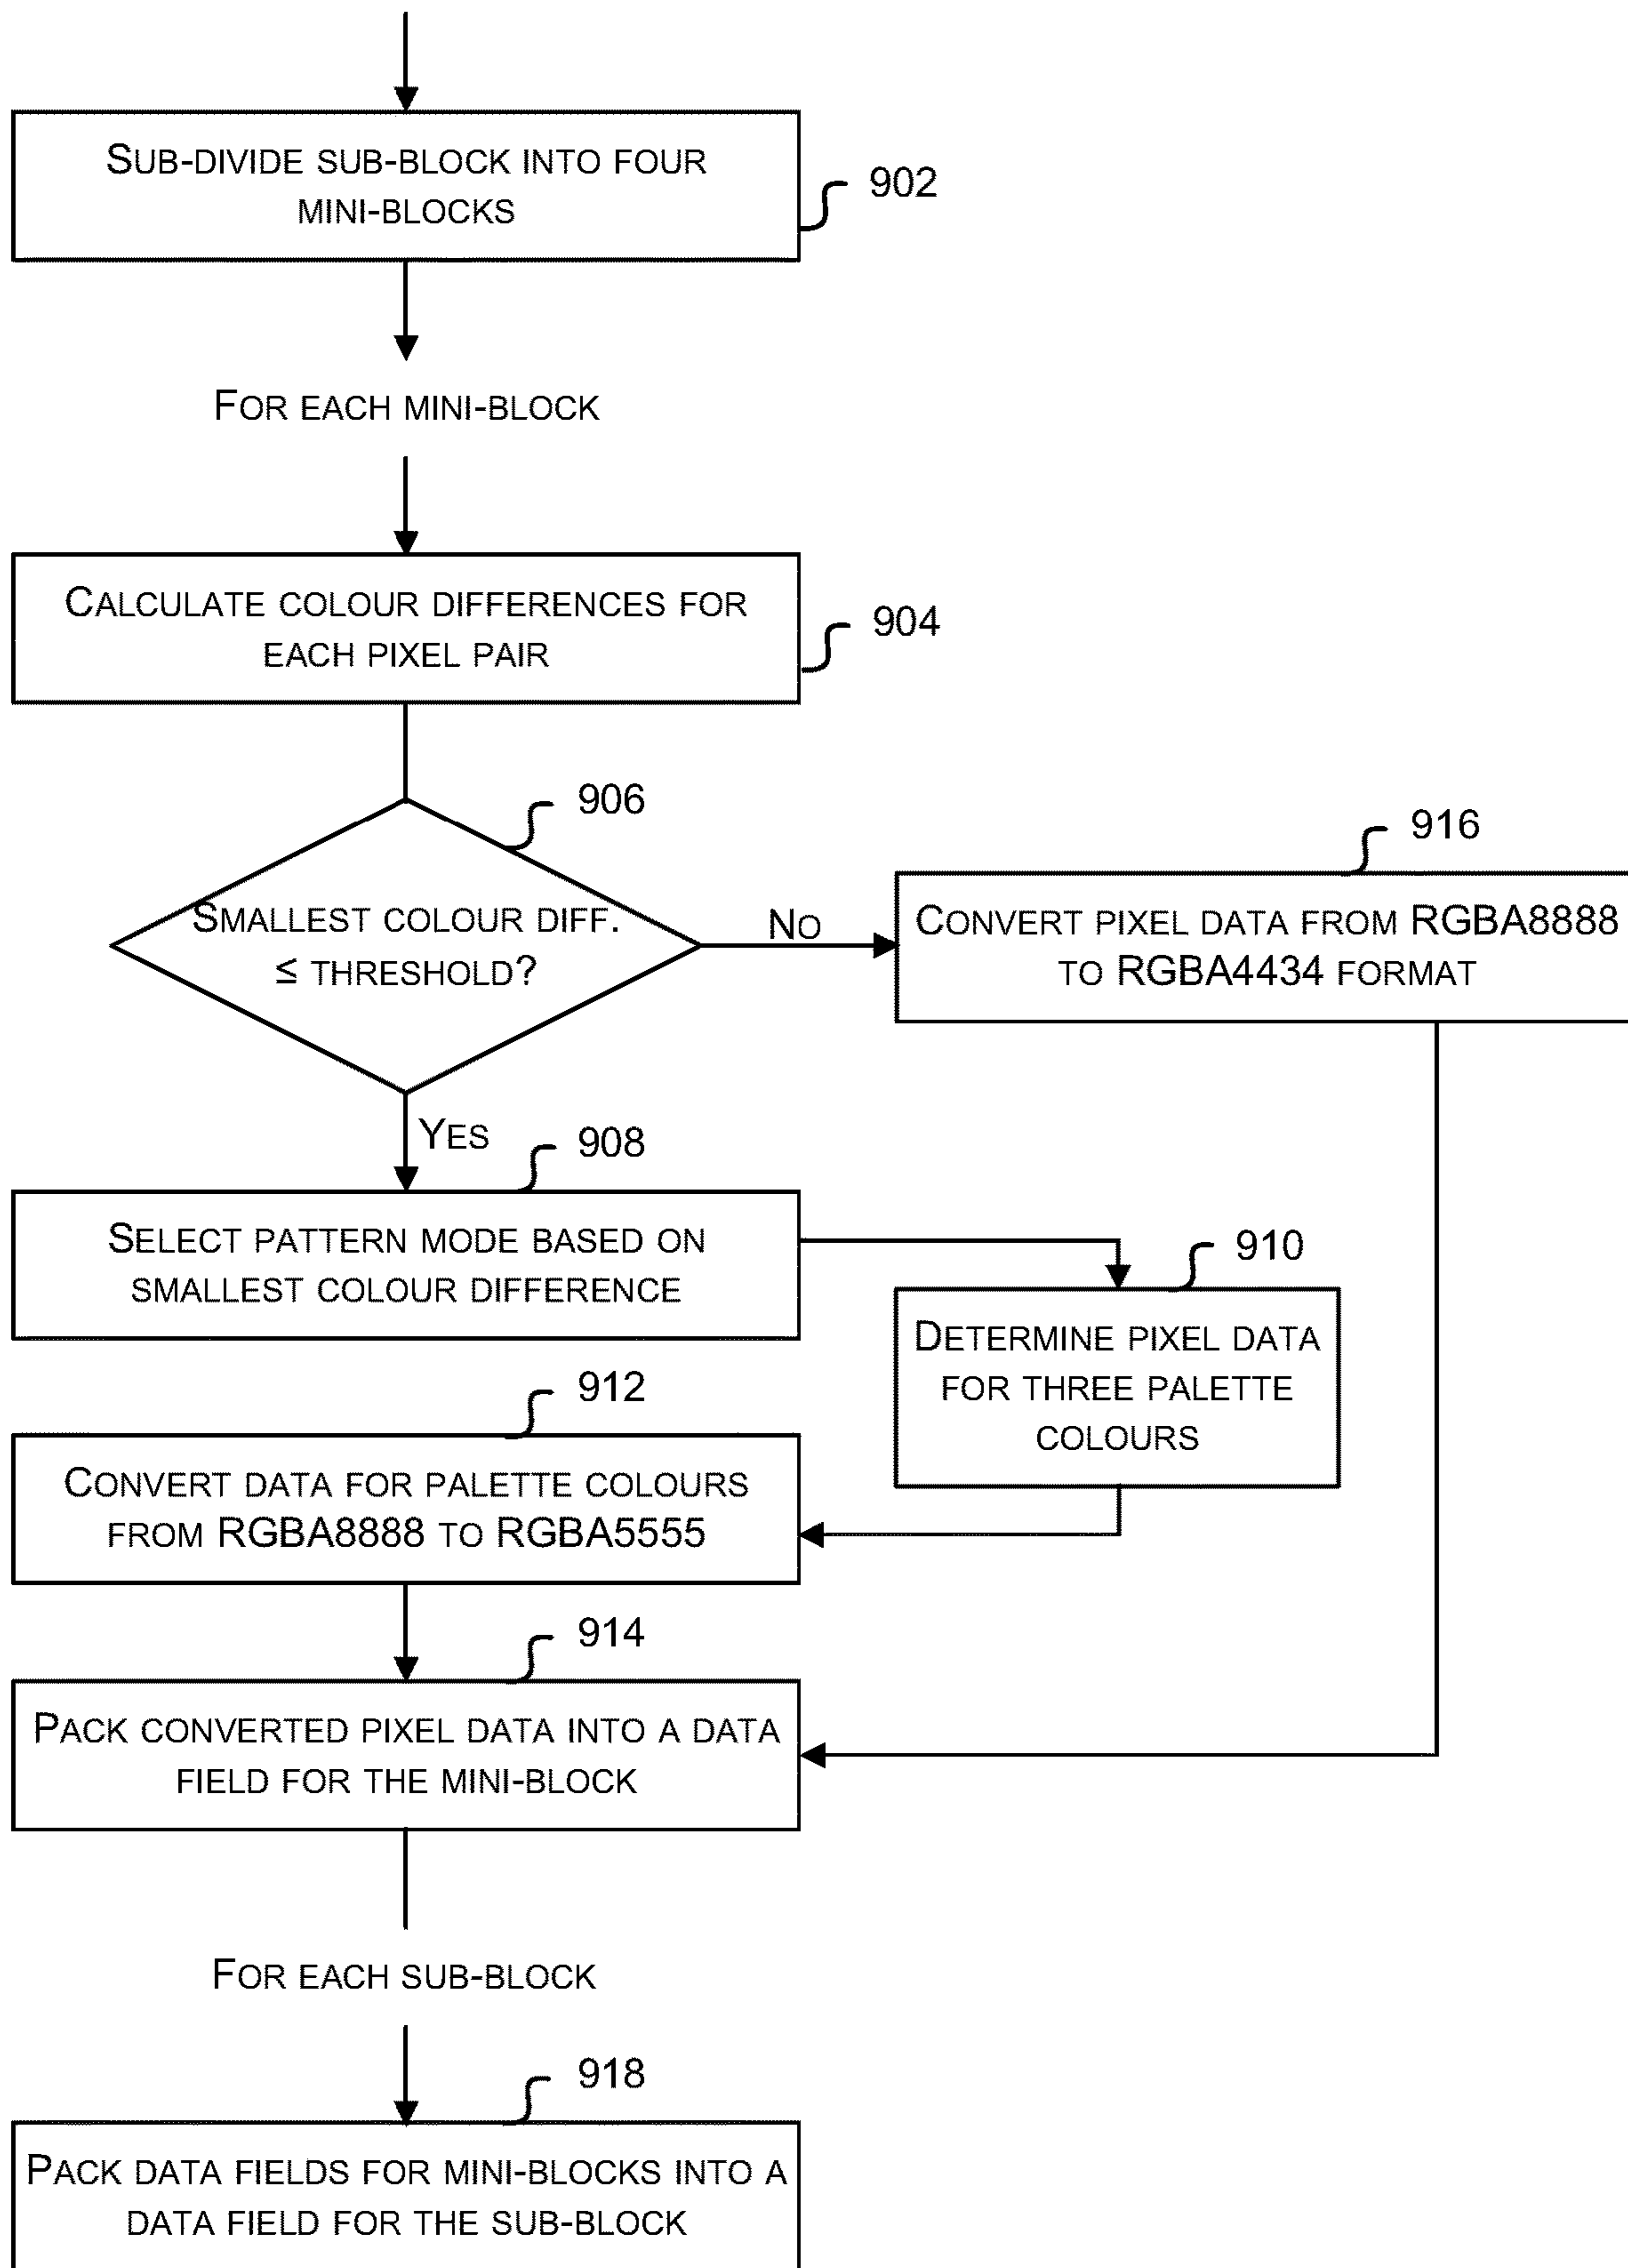 SUB-DIVIDE SUB-BLOCK INTO FOUR
MINI-BLOCKS
902
FOR EACH MINI-BLOCK
CALCULATE COLOUR DIFFERENCES FOR
EACH PIXEL PAIR
904
906
SMALLEST COLOUR DIFF.
≤ THRESHOLD?
NO
916
CONVERT PIXEL DATA FROM RGBA8888
TO RGBA4434 FORMAT
YES
908
SELECT PATTERN MODE BASED ON
SMALLEST COLOUR DIFFERENCE
910
DETERMINE PIXEL DATA
FOR THREE PALETTE
COLOURS
912
CONVERT DATA FOR PALETTE COLOURS
FROM RGBA8888 TO RGBA5555
914
PACK CONVERTED PIXEL DATA INTO A DATA
FIELD FOR THE MINI-BLOCK
FOR EACH SUB-BLOCK
918
PACK DATA FIELDS FOR MINI-BLOCKS INTO A
DATA FIELD FOR THE SUB-BLOCK